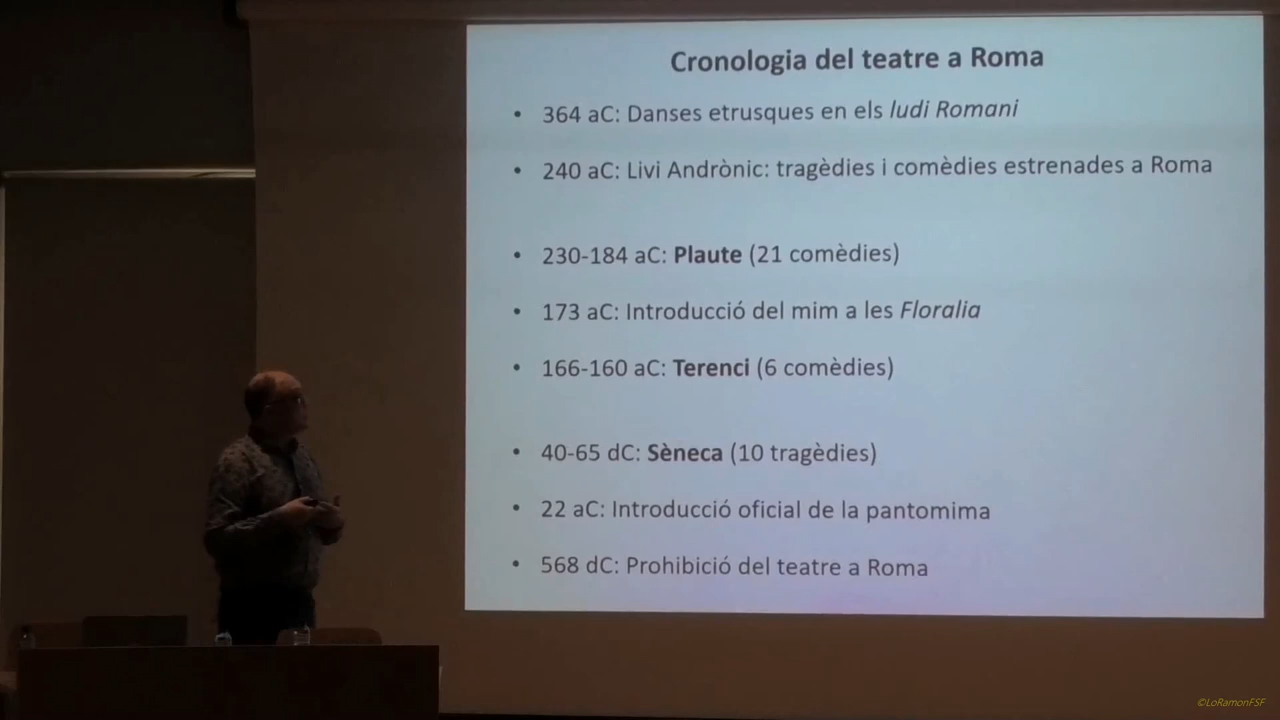 Cronologia del teatre a Roma
• 364 aC: Danses etrusques en els ludi Romani
• 240 aC: Livi Andrònic: tragèdies i comèdies estrenades a Roma
• 230-184 aC: Plaute (21 comèdies)
• 173 aC: Introducció del mim a les Floralia
• 166-160 aC: Terenci (6 comèdies)
• 40-65 dC: Sèneca (10 tragèdies)
• 22 aC: Introducció oficial de la pantomima
• 568 dC: Prohibició del teatre a Roma
©LoRamonFSF